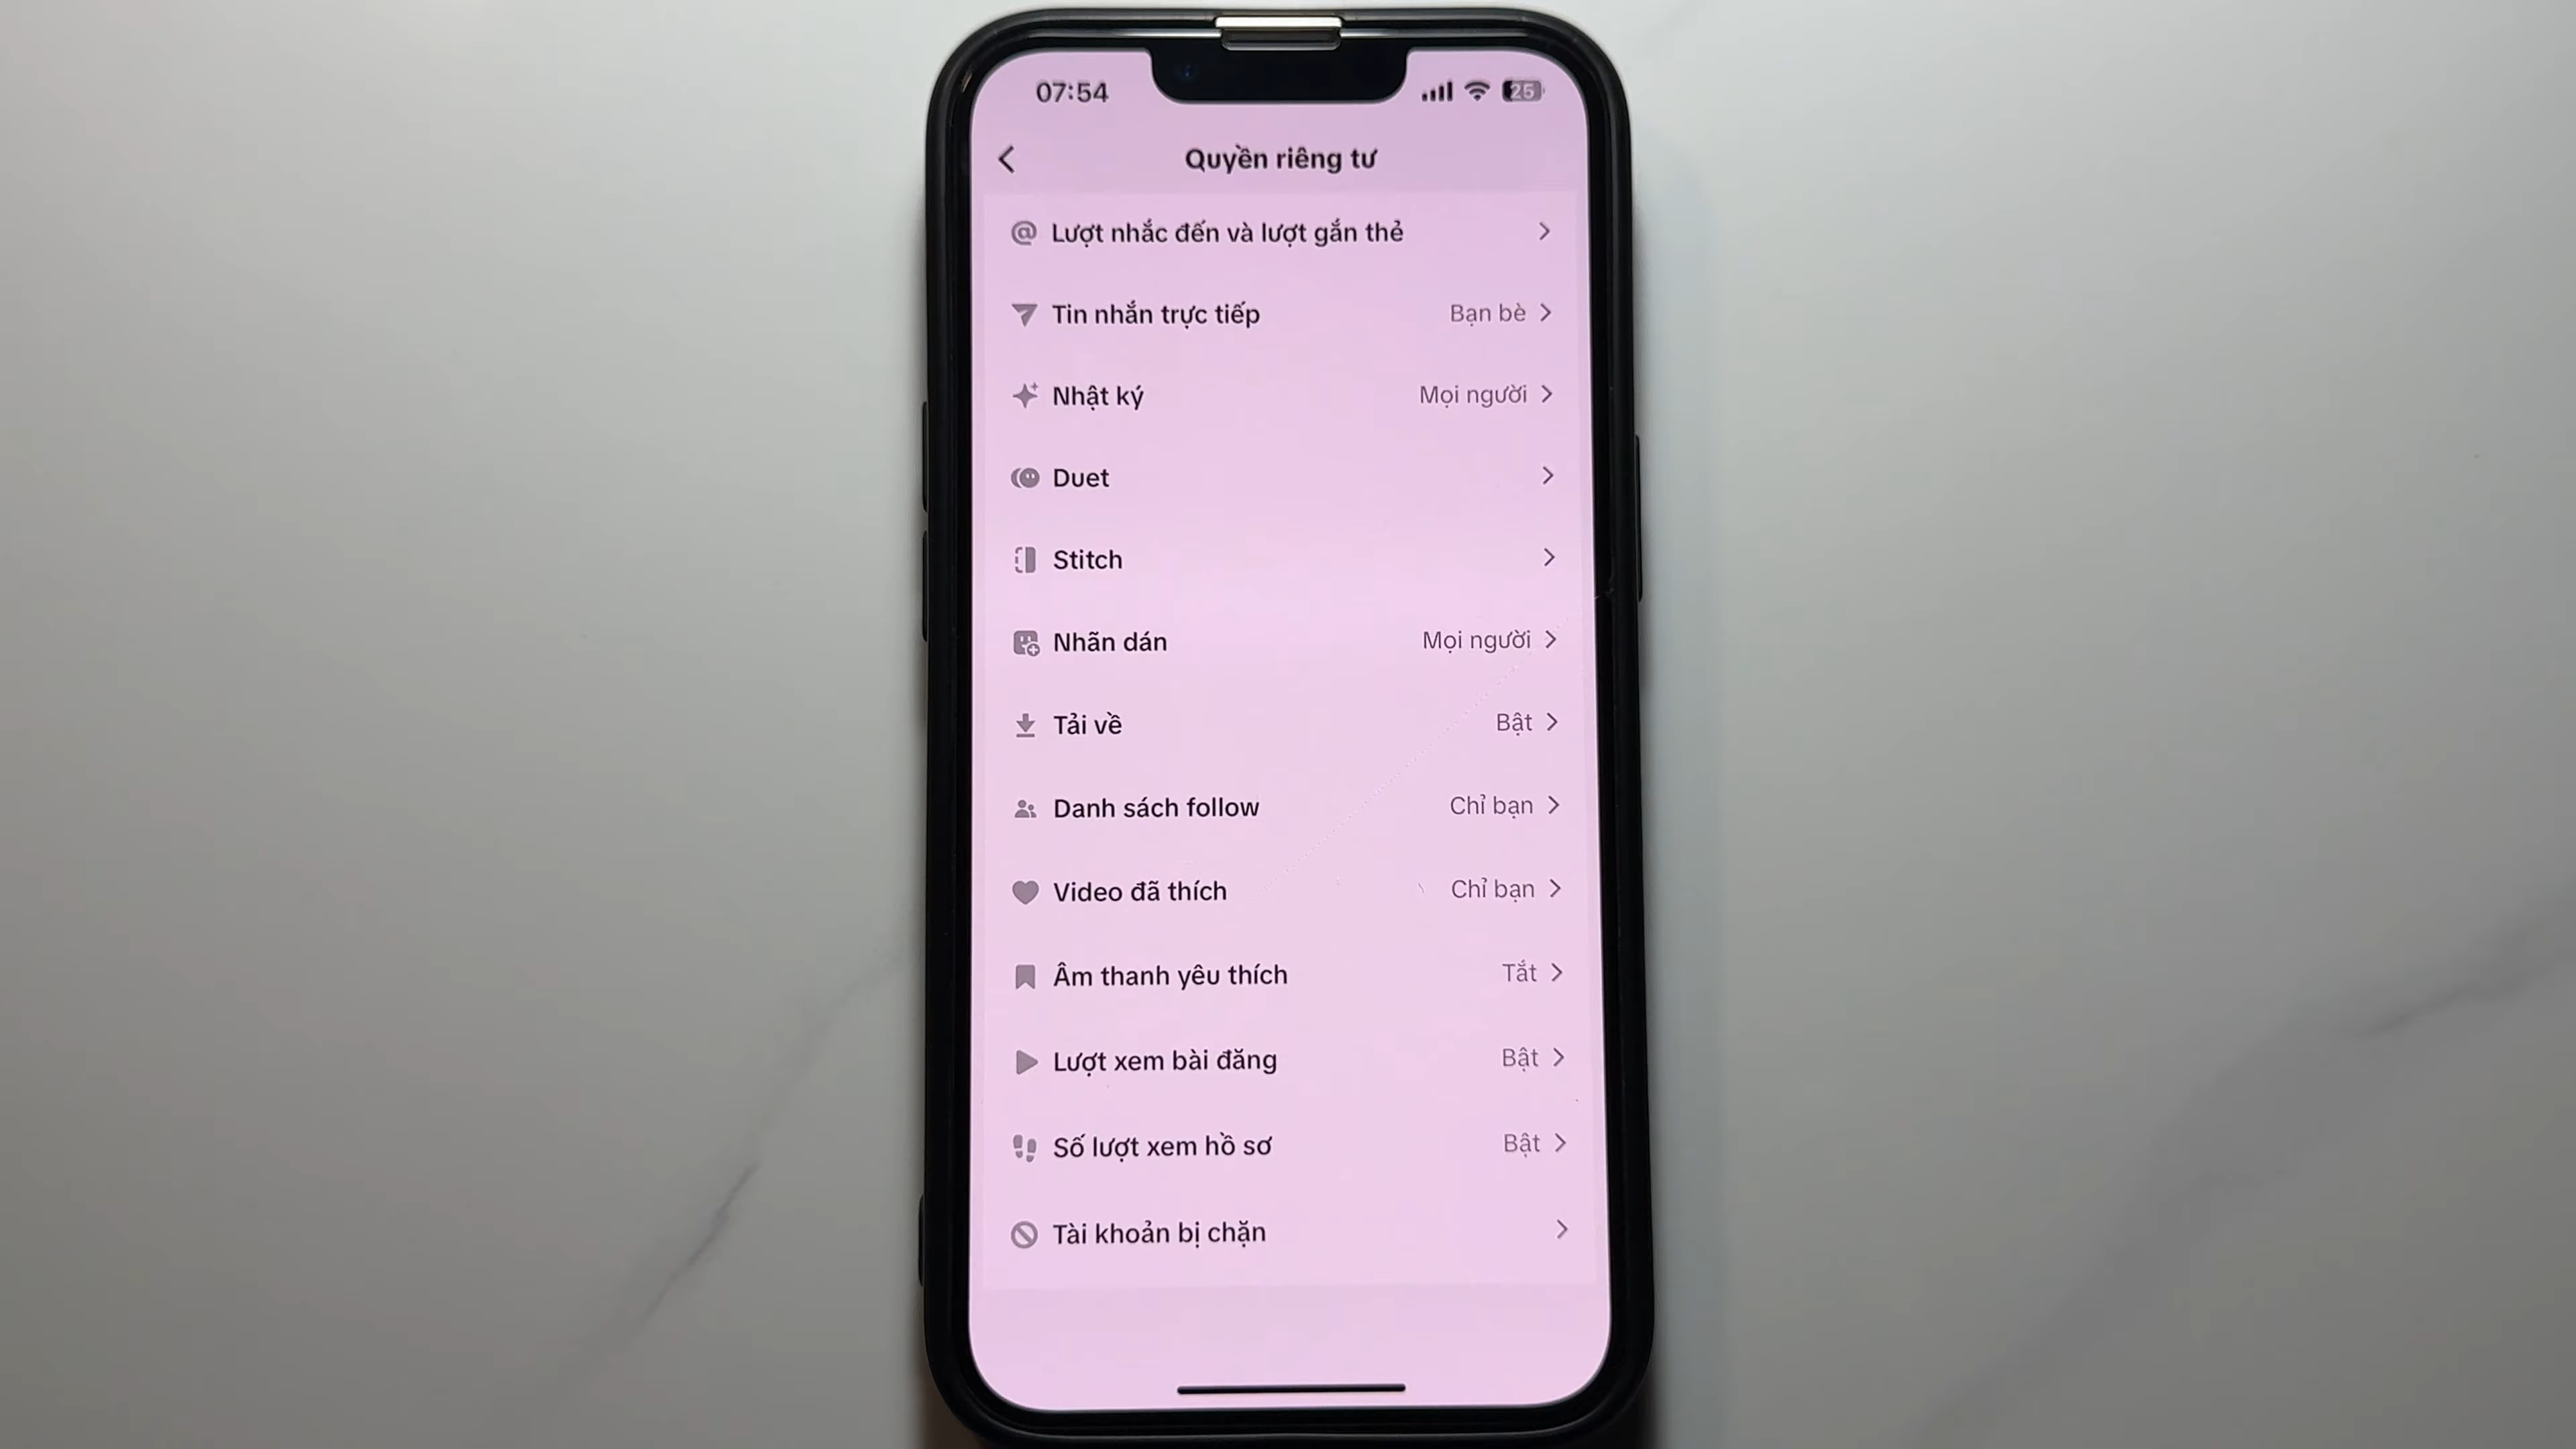 07:54 25
Quyền riêng tư
Lượt nhắc đến và lượt gắn thẻ
Tin nhắn trực tiếp Bạn bè
Nhật ký Mọi người
Duet
Stitch
Nhãn dán Mọi người
Tải về Bật
Danh sách follow Chỉ bạn
Video đã thích Chỉ bạn
Âm thanh yêu thích Tắt
Lượt xem bài đăng Bật
Số lượt xem hồ sơ Bật
Tài khoản bị chặn